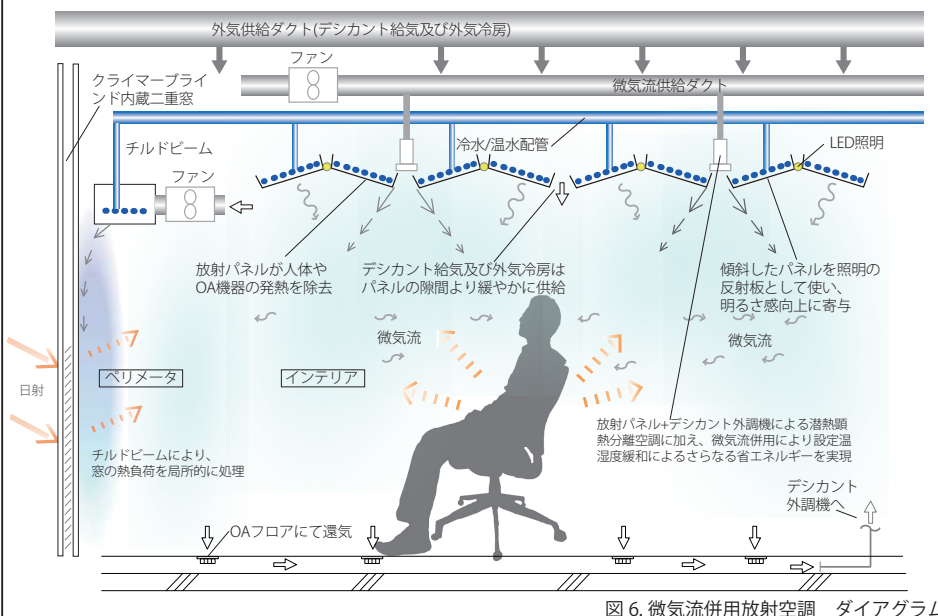 外気供給ダクト(デシカント給気及び外気冷房)
ファン
微気流供給ダクト
クライマーブライ
ンド内蔵二重窓
チルドビーム
冷水/温水配管
LED照明
ファン
放射パネルが人体や
OA機器の発熱を除去
デシカント給気及び外気冷房は
パネルの隙間より緩やかに供給
傾斜したパネルを照明の
反射板として使い、
明るさ感向上に寄与
微気流
微気流
日射
ペリメータ
インテリア
チルドビームにより、
窓の熱負荷を局所的に処理
放射パネル+デシカント外調機による潜熱顕
熱分離空調に加え、微気流併用により設定温
湿度緩和によるさらなる省エネルギーを実現
デシカント
外調機へ
OAフロアにて還気
図 6. 微気流併用放射空調 ダイアグラム